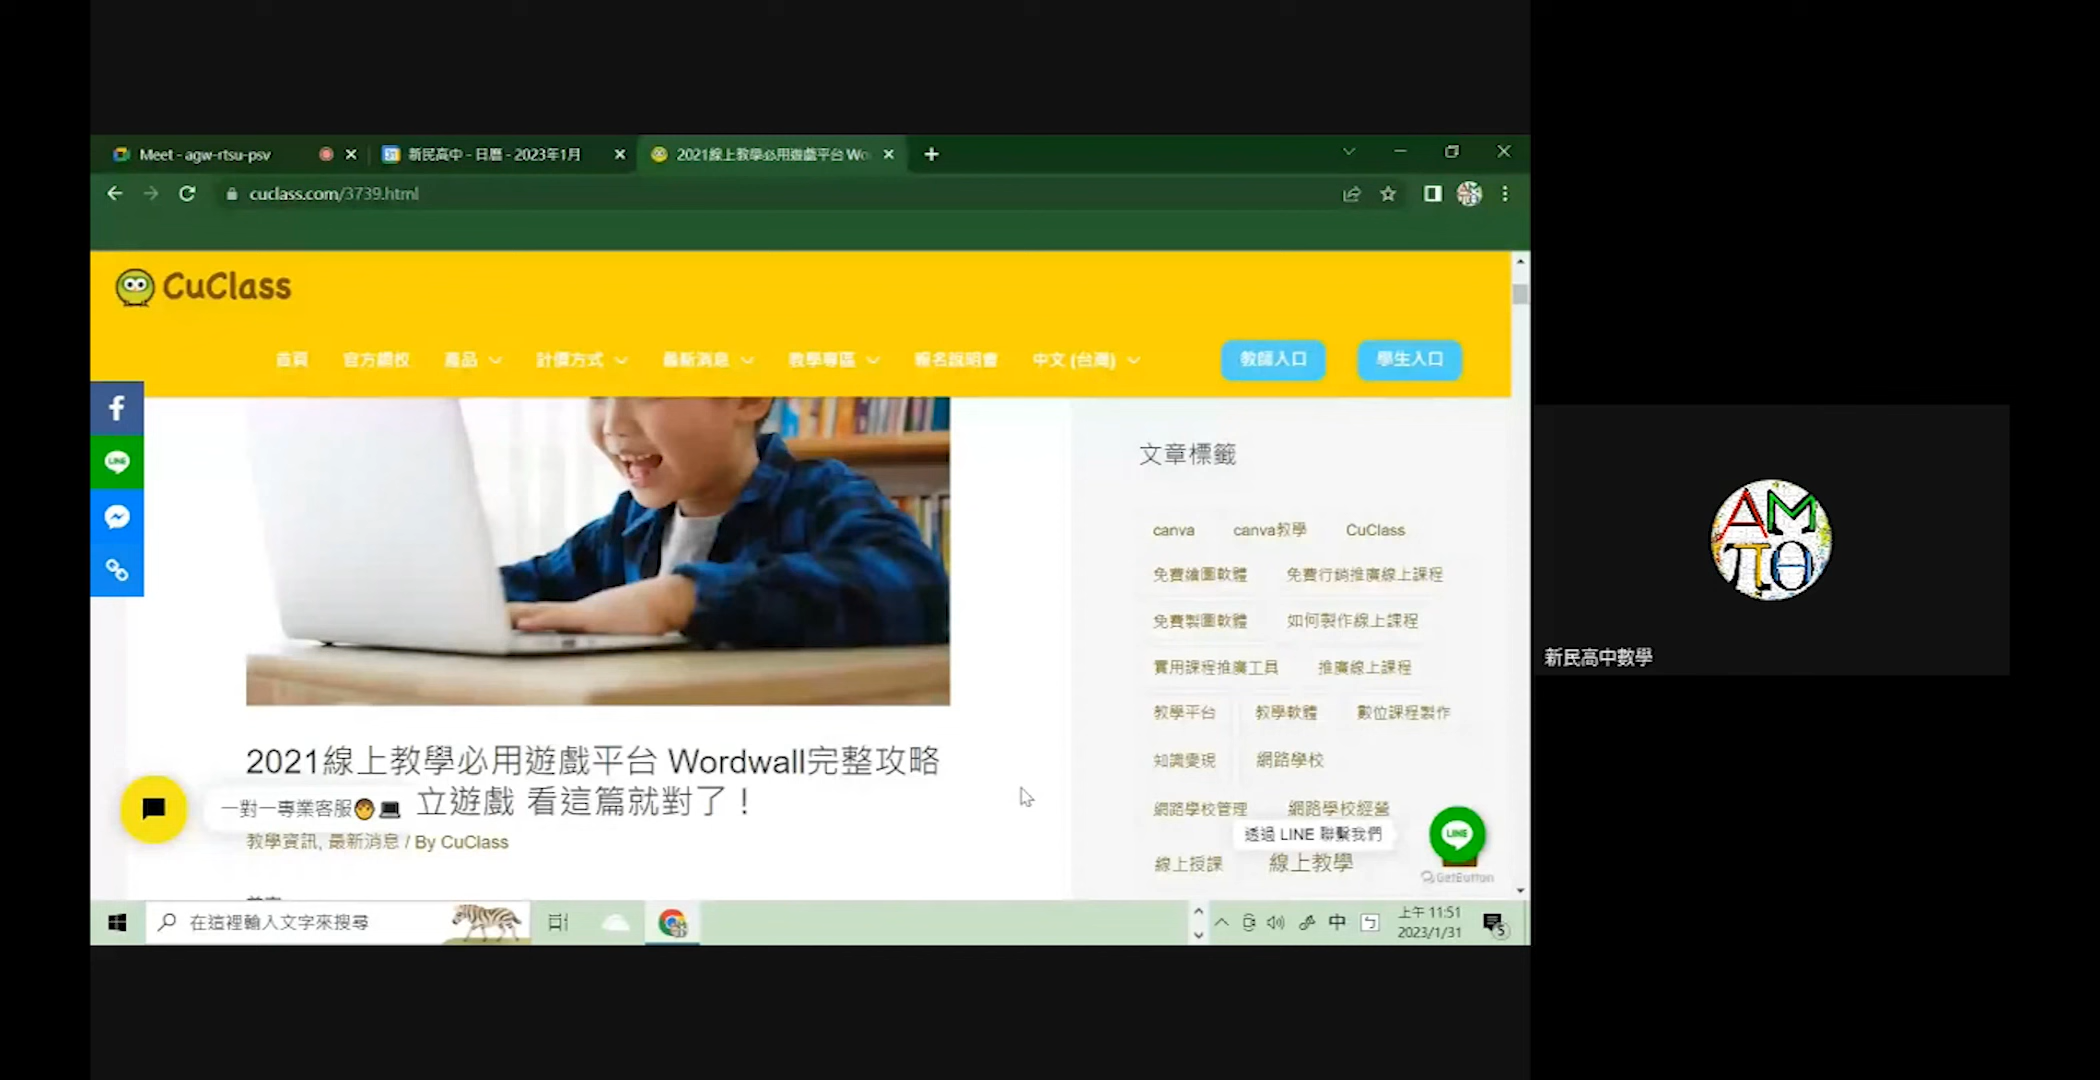 Meet - agw-rtsu-psv
新民高中 - 日曆 - 2023年1月
2021線上教學必用遊戲平台 Wo
cuclass.com/3739.html
CuClass
首頁 官方網校 產品 計價方式 最新消息 教學專區 報名說明會 中文 (台灣) 教師入口 學生入口
文章標籤
canva canva教學 CuClass
免費繪圖軟體 免費行銷推廣線上課程
免費製圖軟體 如何製作線上課程
實用課程推廣工具 推廣線上課程
教學平台 教學軟體 數位課程製作
知識變現 網路學校
網路學校管理 網路學校經營
透過 LINE 聯繫我們
LINE
線上授課 線上教學
GetButton
2021線上教學必用遊戲平台 Wordwall完整攻略
立遊戲 看這篇就對了！
一對一專業客服
教學資訊, 最新消息 / By CuClass
在這裡輸入文字來搜尋
中
上午 11:51
2023/1/31
5
AM
πθ
新民高中數學